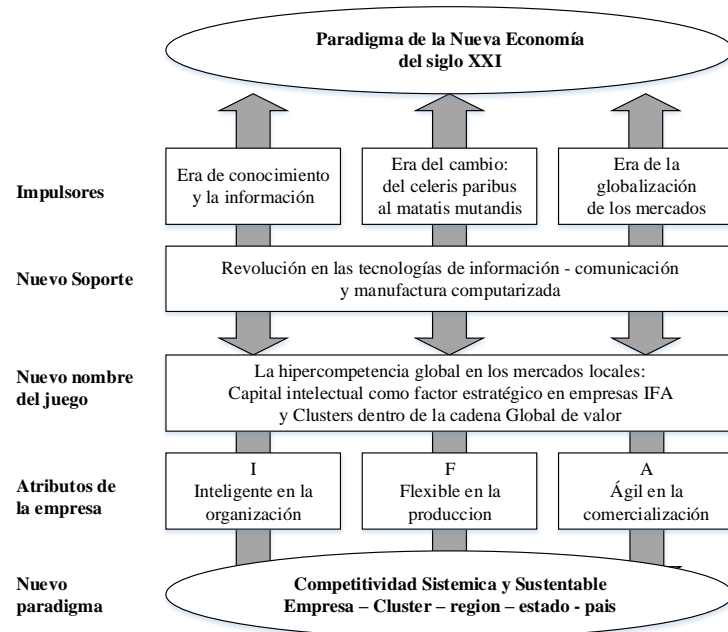 Paradigma de la Nueva Economía
del siglo XXI
Impulsores
Era de conocimiento
y la información
Era del cambio:
del celeris paribus
al matatis mutandis
Era de la
globalización
de los mercados
Nuevo Soporte
Revolución en las tecnologías de información - comunicación
y manufactura computarizada
Nuevo nombre
del juego
La hipercompetencia global en los mercados locales:
Capital intelectual como factor estratégico en empresas IFA
y Clusters dentro de la cadena Global de valor
Atributos de
la empresa
I
Inteligente en la
organización
F
Flexible en la
produccion
A
Ágil en la
comercialización
Nuevo
paradigma
Competitividad Sistemica y Sustentable
Empresa – Cluster – region – estado - pais